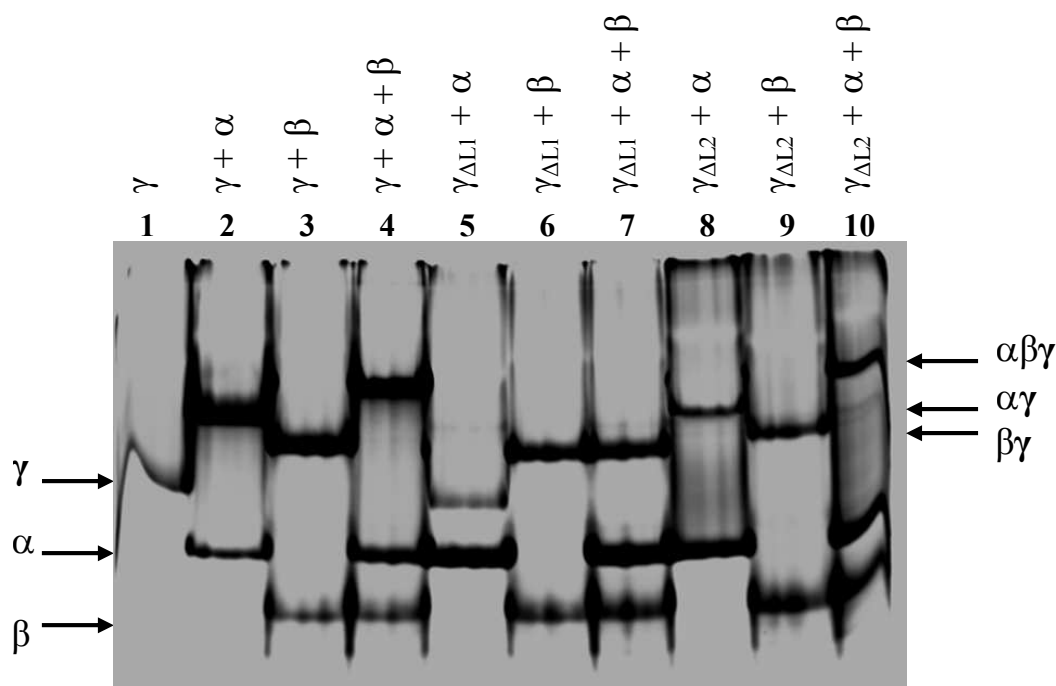 γ
γ + α
γ + β
γ + α + β
γΔL1 + α
γΔL1 + β
γΔL1 + α + β
γΔL2 + α
γΔL2 + β
γΔL2 + α + β
1 2 3 4 5 6 7 8 9 10
αβγ
αγ
βγ
γ
α
β